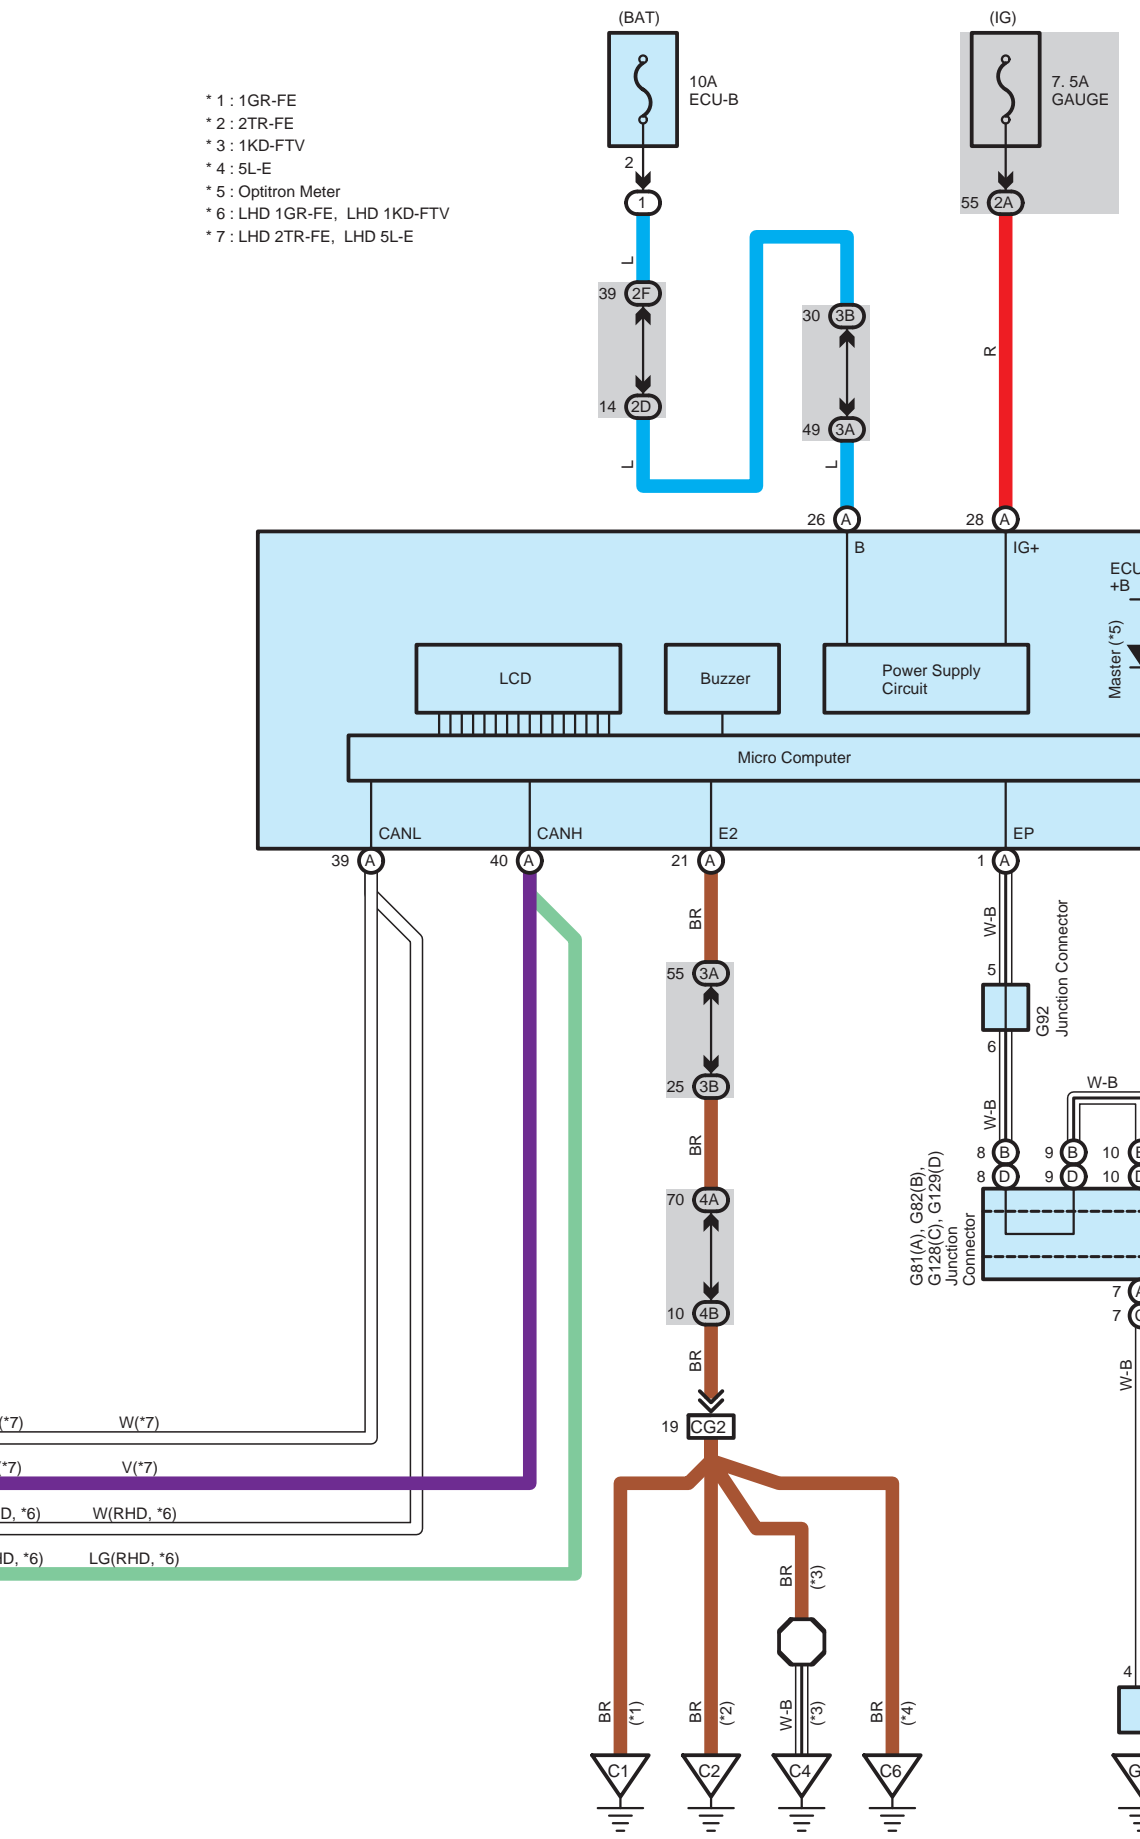 (BAT)
(IG)
10A
ECU-B
7. 5A
GAUGE
* 1 : 1GR-FE
* 2 : 2TR-FE
* 3 : 1KD-FTV
* 4 : 5L-E
* 5 : Optitron Meter
* 6 : LHD 1GR-FE, LHD 1KD-FTV
* 7 : LHD 2TR-FE, LHD 5L-E
2
1
55 2A
L
39 2F
30 3B
R
14 2D
49 3A
L
L
26 A
28 A
B
IG+
ECU
+B
Master (*5)
LCD
Buzzer
Power Supply
Circuit
Micro Computer
CANL
CANH
E2
EP
39 A
40 A
21 A
1 A
BR
W-B
5
G92
Junction Connector
55 3A
6
25 3B
W-B
W-B
BR
8 B
9 B
10
8 D
9 D
10
G81(A), G82(B),
G128(C), G129(D)
Junction
Connector
70 4A
10 4B
7
7
BR
W-B
19 CG2
(*7)
W(*7)
*7)
V(*7)
D, *6)
W(RHD, *6)
HD, *6)
LG(RHD, *6)
BR
(*3)
4
BR
(*1)
BR
(*2)
W-B
(*3)
BR
(*4)
C1
C2
C4
C6
G